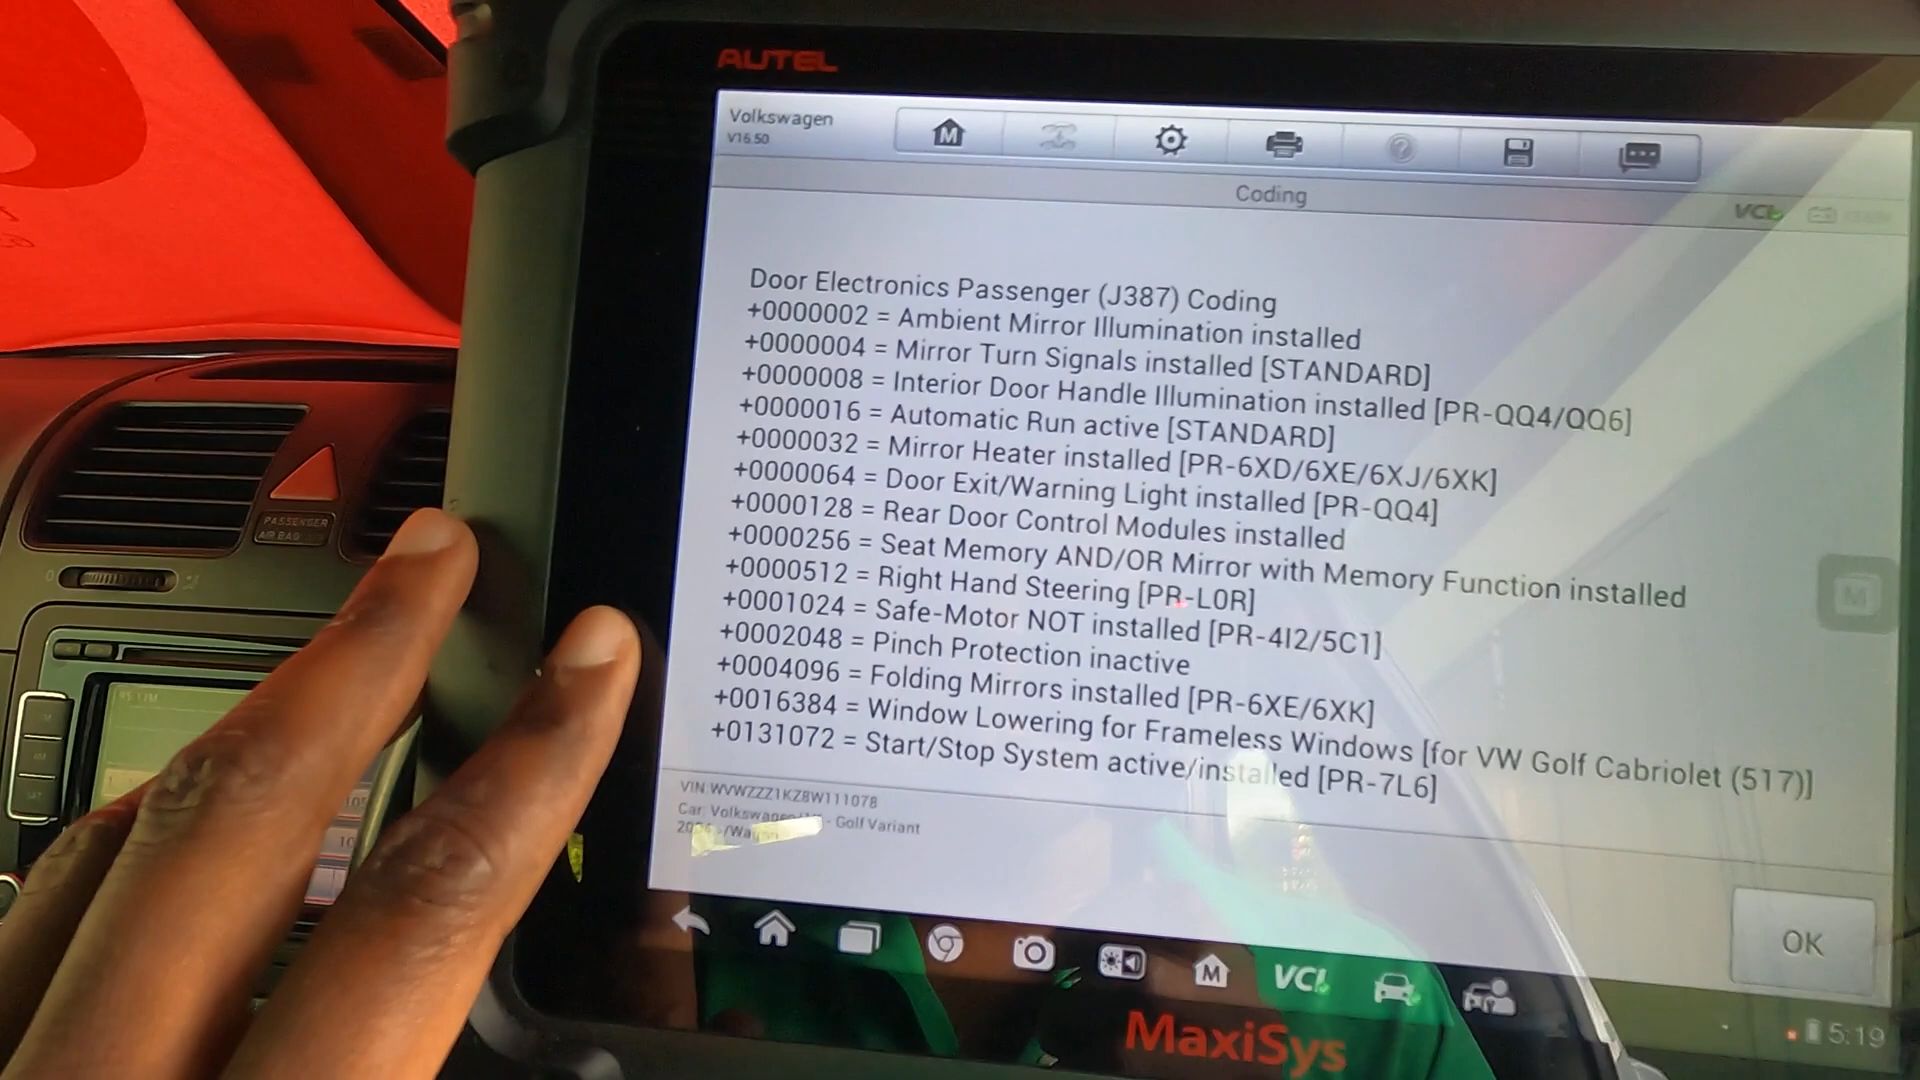 AUTEL
Volkswagen
V16.50
Coding
VCI
Door Electronics Passenger (J387) Coding
+0000002 = Ambient Mirror Illumination installed
+0000004 = Mirror Turn Signals installed [STANDARD]
+0000008 = Interior Door Handle Illumination installed [PR-QQ4/QQ6]
+0000016 = Automatic Run active [STANDARD]
+0000032 = Mirror Heater installed [PR-6XD/6XE/6XJ/6XK]
+0000064 = Door Exit/Warning Light installed [PR-QQ4]
+0000128 = Rear Door Control Modules installed
+0000256 = Seat Memory AND/OR Mirror with Memory Function installed
+0000512 = Right Hand Steering [PR-L0R]
+0001024 = Safe-Motor NOT installed [PR-4I2/5C1]
+0002048 = Pinch Protection inactive
+0004096 = Folding Mirrors installed [PR-6XE/6XK]
+0016384 = Window Lowering for Frameless Windows [for VW Golf Cabriolet (517)]
+0131072 = Start/Stop System active/installed [PR-7L6]
VIN:WVWZZZ1KZ8W111078
Car: Volkswagen - Golf Variant
OK
VCI
5:19
MaxiSys
PASSENGER
AIR BAG